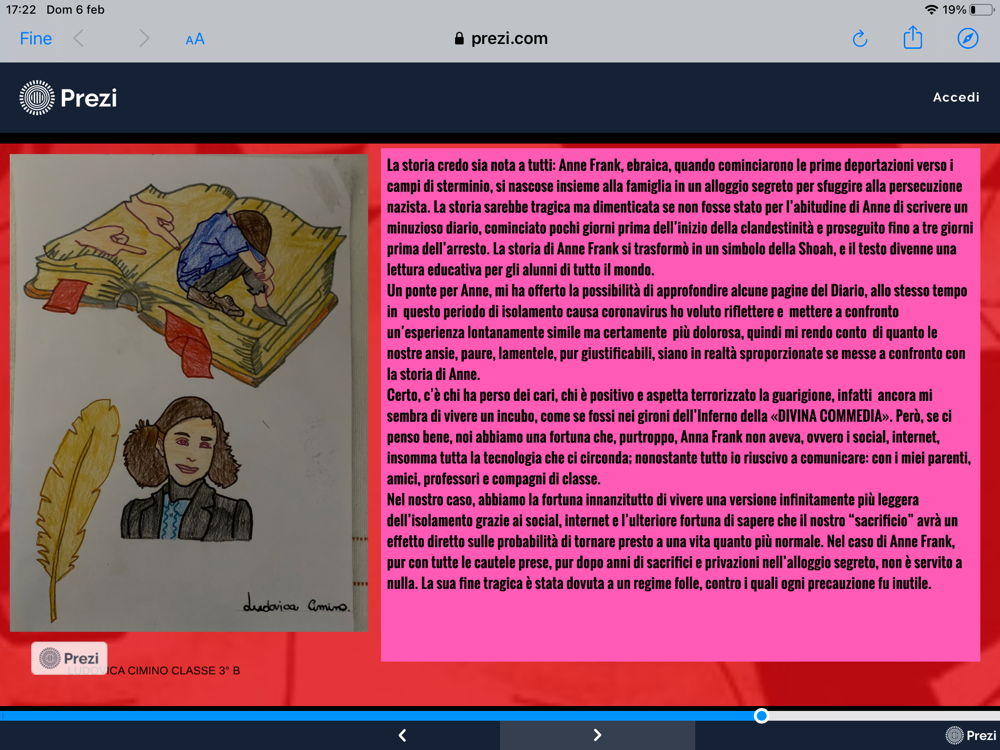 17:22 Dom 6 feb
19%
Fine
AA
prezi.com
Prezi
Accedi
La storia credo sia nota a tutti: Anne Frank, ebraica, quando cominciarono le prime deportazioni verso i
campi di sterminio, si nascose insieme alla famiglia in un alloggio segreto per sfuggire alla persecuzione
nazista. La storia sarebbe tragica ma dimenticata se non fosse stato per l’abitudine di Anne di scrivere un
minuzioso diario, cominciato pochi giorni prima dell’inizio della clandestinità e proseguito fino a tre giorni
prima dell’arresto. La storia di Anne Frank si trasformò in un simbolo della Shoah, e il testo divenne una
lettura educativa per gli alunni di tutto il mondo.
Un ponte per Anne, mi ha offerto la possibilità di approfondire alcune pagine del Diario, allo stesso tempo
in questo periodo di isolamento causa coronavirus ho voluto riflettere e mettere a confronto
un’esperienza lontanamente simile ma certamente più dolorosa, quindi mi rendo conto di quanto le
nostre ansie, paure, lamentele, pur giustificabili, siano in realtà sproporzionate se messe a confronto con
la storia di Anne.
Certo, c’è chi ha perso dei cari, chi è positivo e aspetta terrorizzato la guarigione, infatti ancora mi
sembra di vivere un incubo, come se fossi nei gironi dell’Inferno della «DIVINA COMMEDIA». Però, se ci
penso bene, noi abbiamo una fortuna che, purtroppo, Anna Frank non aveva, ovvero i social, internet,
insomma tutta la tecnologia che ci circonda; nonostante tutto io riuscivo a comunicare: con i miei parenti,
amici, professori e compagni di classe.
Nel nostro caso, abbiamo la fortuna innanzitutto di vivere una versione infinitamente più leggera
dell’isolamento grazie ai social, internet e l’ulteriore fortuna di sapere che il nostro “sacrificio” avrà un
effetto diretto sulle probabilità di tornare presto a una vita quanto più normale. Nel caso di Anne Frank,
pur con tutte le cautele prese, pur dopo anni di sacrifici e privazioni nell’alloggio segreto, non è servito a
nulla. La sua fine tragica è stata dovuta a un regime folle, contro i quali ogni precauzione fu inutile.
Ludovica Cimino.
Prezi
LUDOVICA CIMINO CLASSE 3° B
Prezi